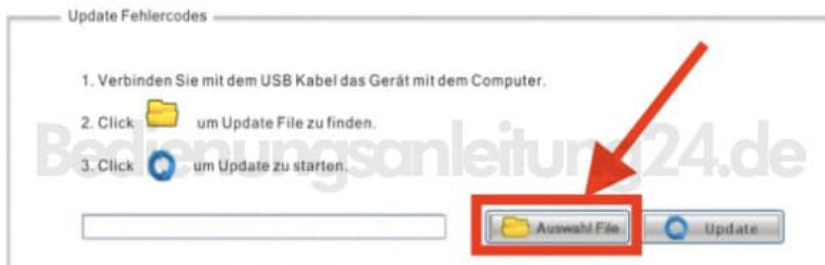 Update Fehlercodes
1. Verbinden Sie mit dem USB Kabel das Gerät mit dem Computer.
2. Click um Update File zu finden.
Bedienungsanleitung24.de
3. Click um Update zu starten.
Auswahl File Update